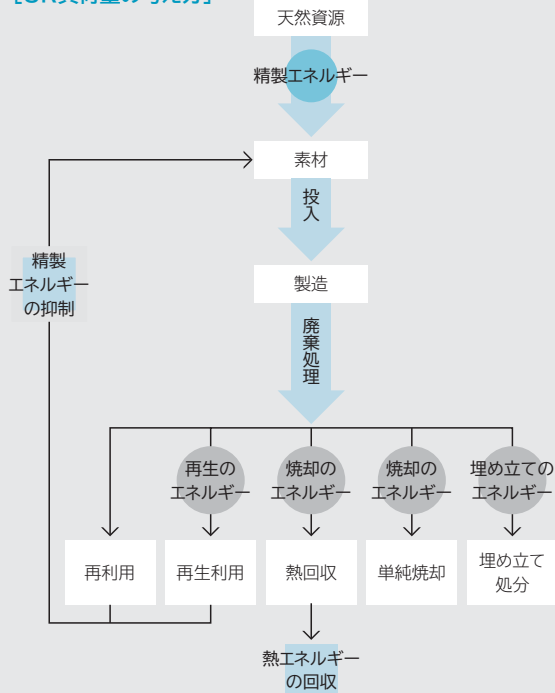 天然資源
精製エネルギー
素材
投入
精製
エネルギー
の抑制
製造
廃棄処理
再生の
エネルギー
焼却の
エネルギー
焼却の
エネルギー
埋め立ての
エネルギー
再利用
再生利用
熱回収
単純焼却
埋め立て
処分
熱エネルギー
の回収